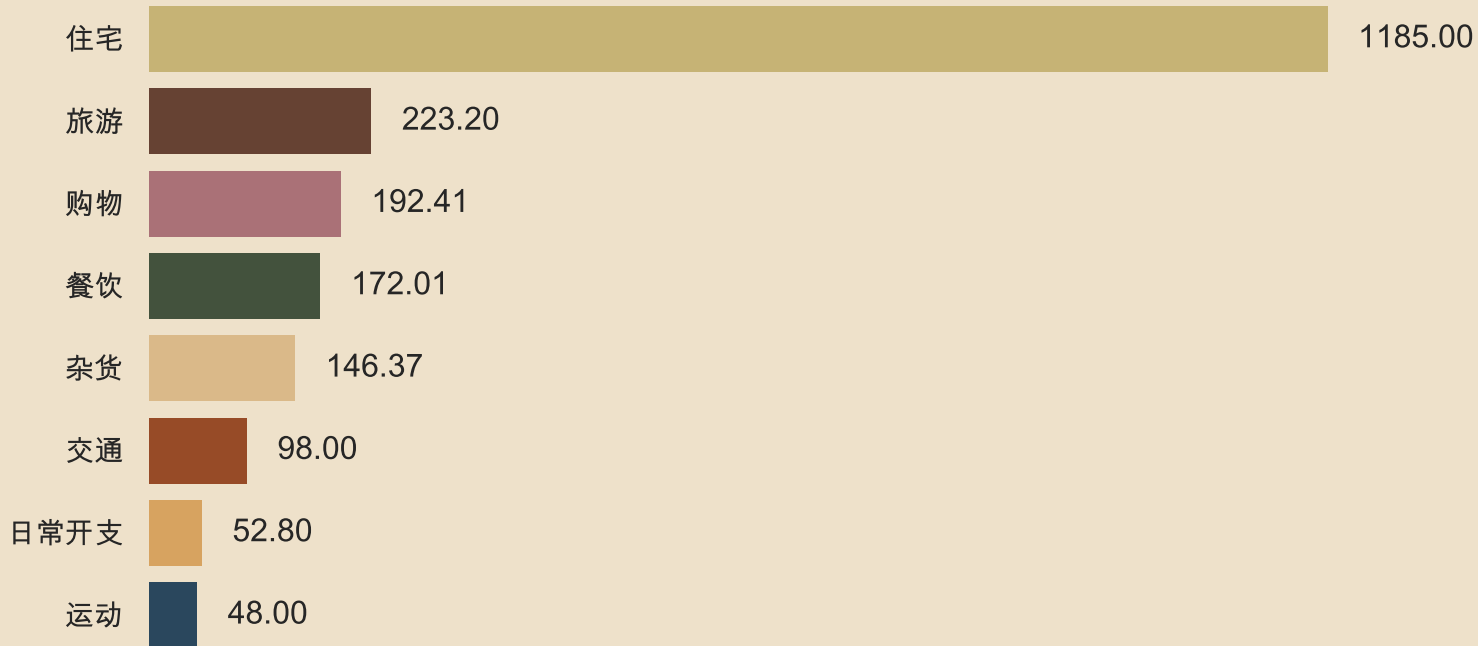 住宅 1185.00
旅游 223.20
购物 192.41
餐饮 172.01
杂货 146.37
交通 98.00
日常开支 52.80
运动 48.00